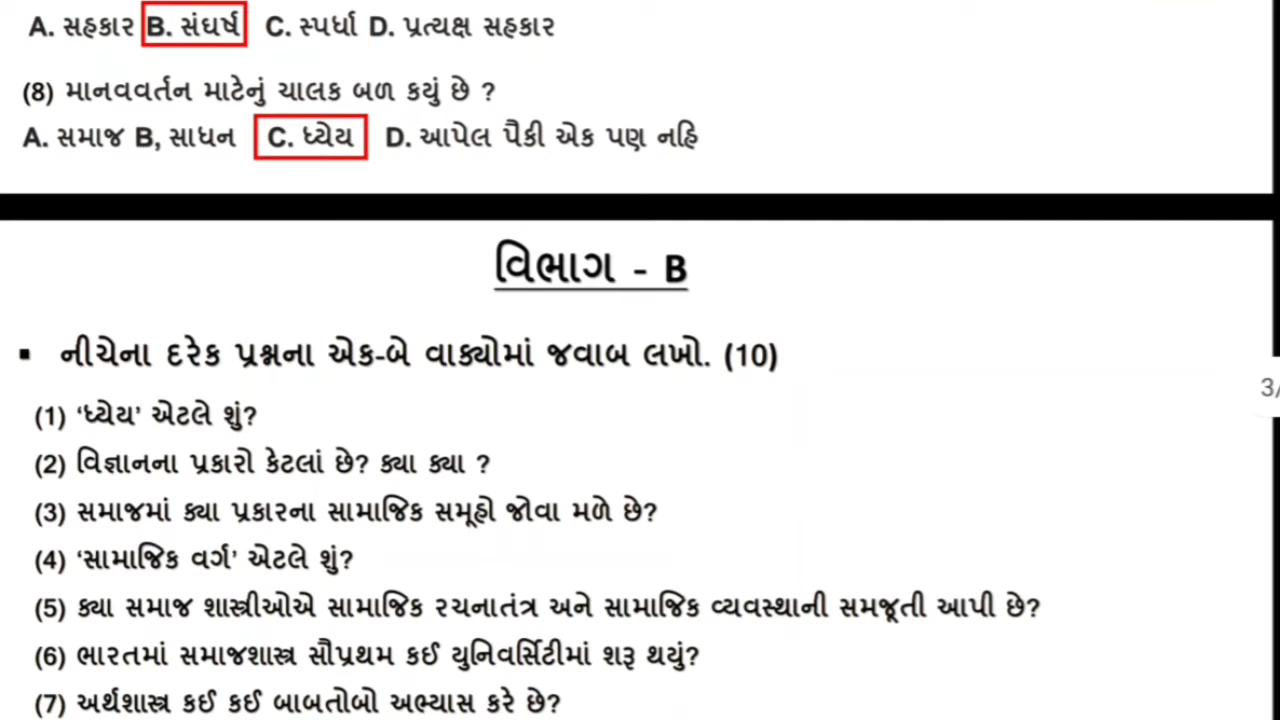 A. સહકાર B. સંઘર્ષ C. સ્પર્ધા D. પ્રત્યક્ષ સહકાર
(8) માનવવર્તન માટેનું ચાલક બળ કયું છે ?
A. સમાજ B, સાધન C. ધ્યેય D. આપેલ પૈકી એક પણ નહિ
વિભાગ - B
▪ નીચેના દરેક પ્રશ્નના એક-બે વાક્યોમાં જવાબ લખો. (10)
(1) ‘ધ્યેય’ એટલે શું?
(2) વિજ્ઞાનના પ્રકારો કેટલાં છે? ક્યા ક્યા ?
3/
(3) સમાજમાં ક્યા પ્રકારના સામાજિક સમૂહો જોવા મળે છે?
(4) ‘સામાજિક વર્ગ’ એટલે શું?
(5) ક્યા સમાજ શાસ્ત્રીઓએ સામાજિક રચનાતંત્ર અને સામાજિક વ્યવસ્થાની સમજૂતી આપી છે?
(6) ભારતમાં સમાજશાસ્ત્ર સૌપ્રથમ કઈ યુનિવર્સિટીમાં શરૂ થયું?
(7) અર્થશાસ્ત્ર કઈ કઈ બાબતોબો અભ્યાસ કરે છે?